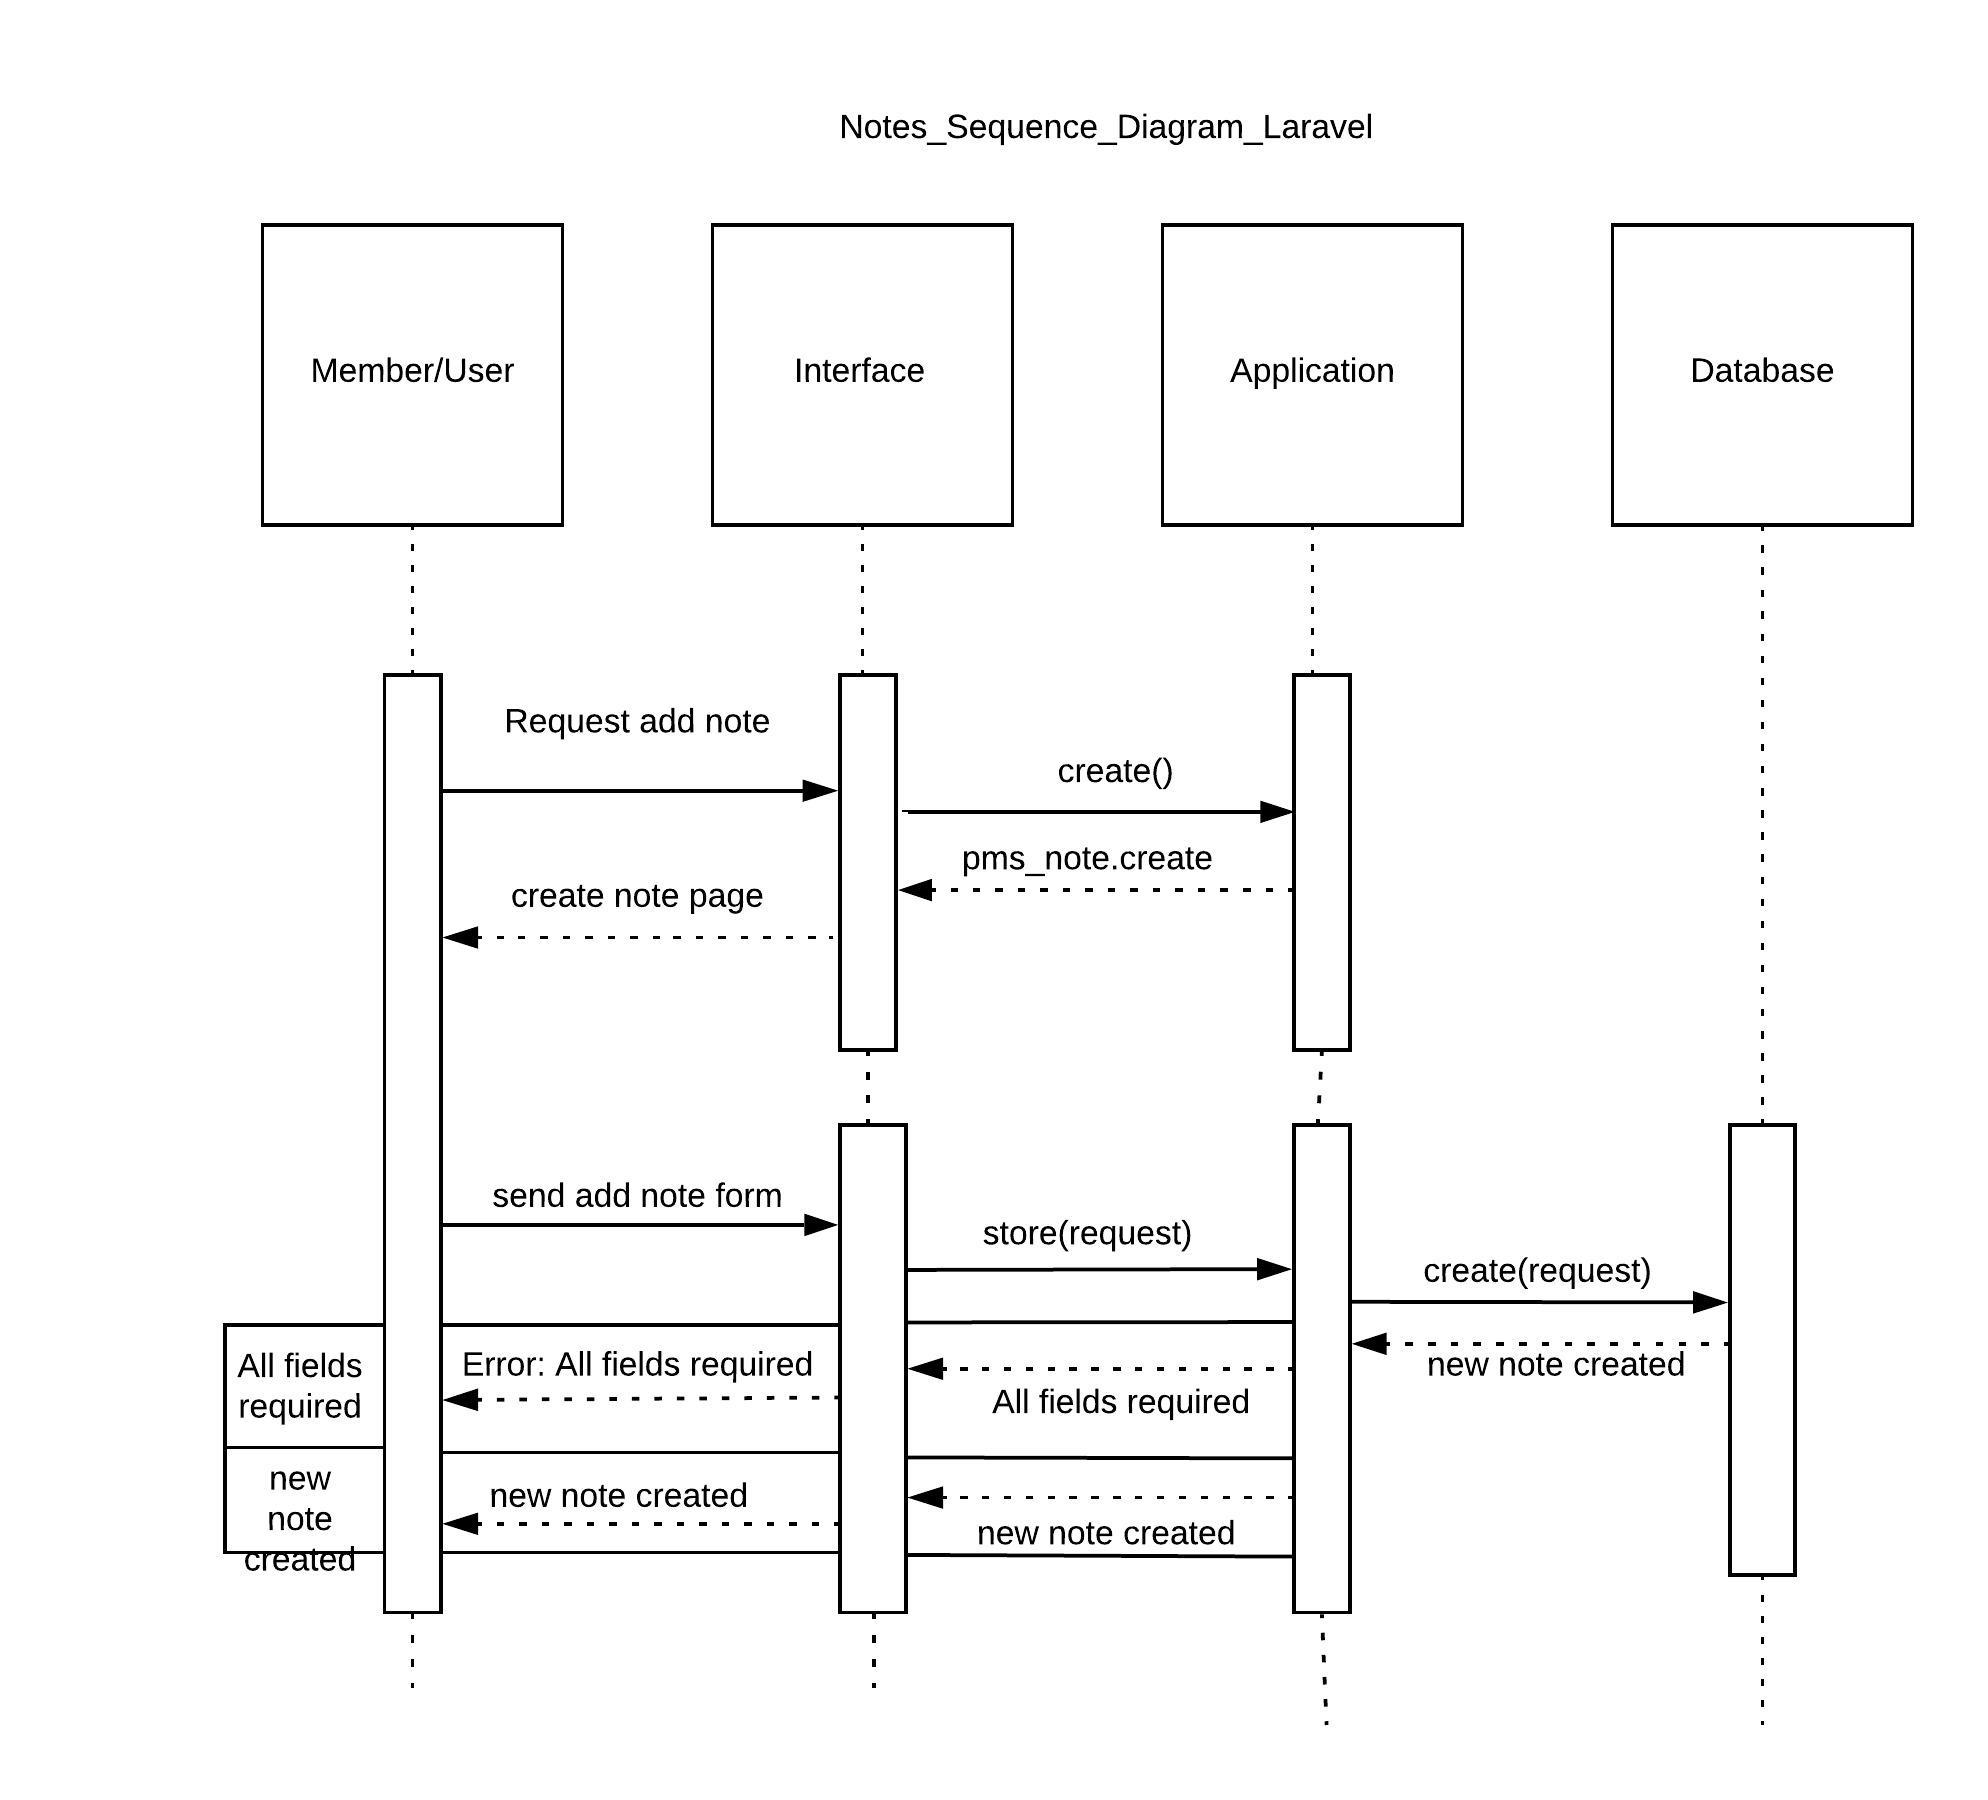 Notes_Sequence_Diagram_Laravel
Member/User
Interface
Application
Database
Request add note
create()
pms_note.create
create note page
send add note form
store(request)
create(request)
All fields
required
Error: All fields required
new note created
All fields required
new
note
created
new note created
new note created